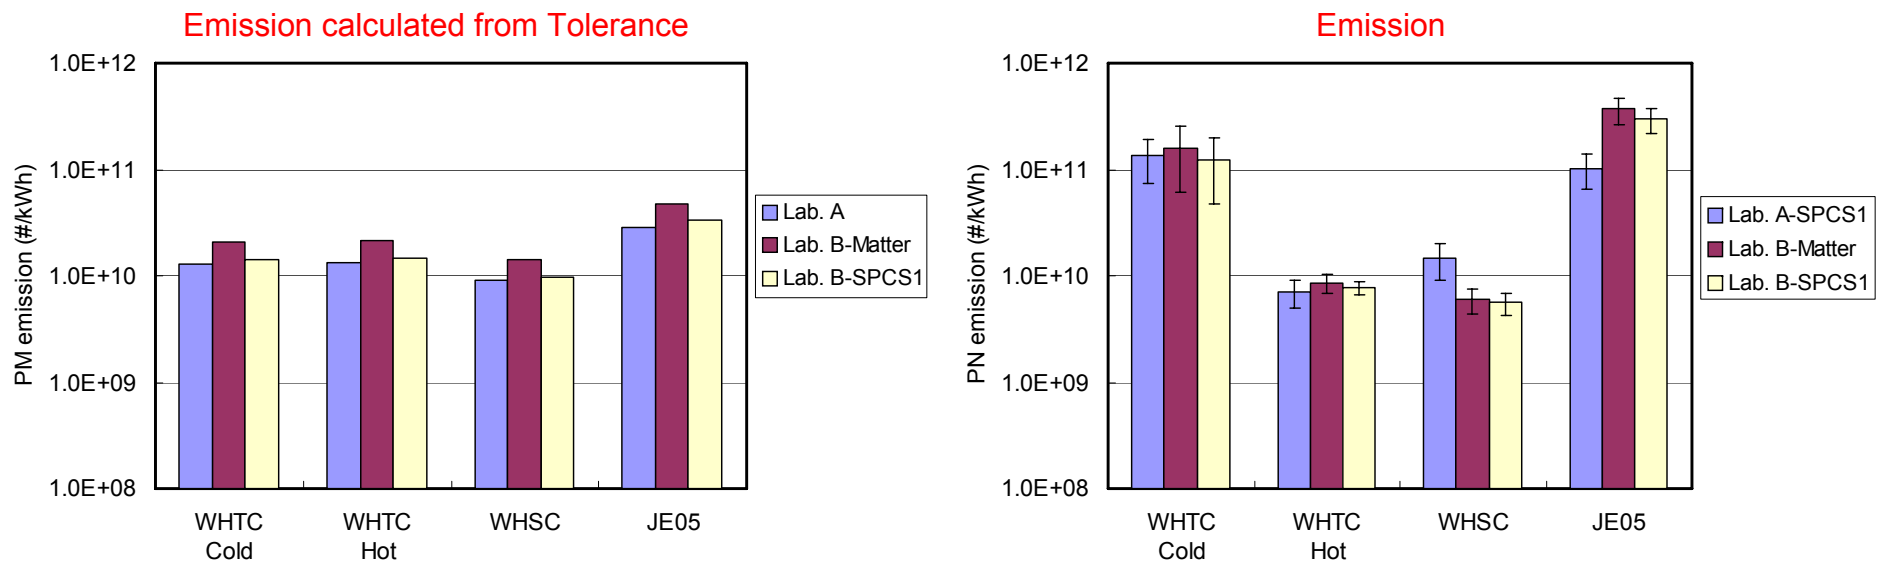 Emission calculated from Tolerance
1.0E+12
1.0E+11
1.0E+10
1.0E+09
1.0E+08
PM emission (#/kWh)
WHTC
Cold
WHTC
Hot
WHSC
JE05
Lab. A
Lab. B-Matter
Lab. B-SPCS1
Emission
1.0E+12
1.0E+11
1.0E+10
1.0E+09
1.0E+08
PN emission (#/kWh)
WHTC
Cold
WHTC
Hot
WHSC
JE05
Lab. A-SPCS1
Lab. B-Matter
Lab. B-SPCS1